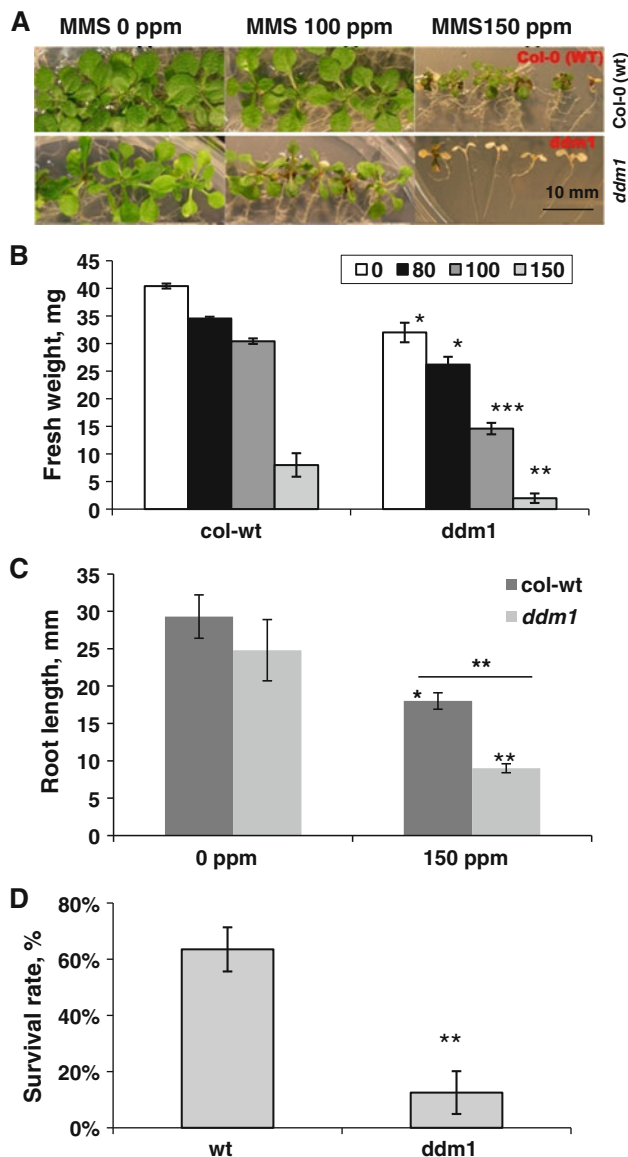 A
MMS 0 ppm MMS 100 ppm MMS150 ppm
Col-0 (WT)
Col-0 (wt)
ddm1
ddm1
10 mm
B
Fresh weight, mg
45
40
35
30
25
20
15
10
5
0
0 80 100 150
* * *** **
col-wt ddm1
C
Root length, mm
35
30
25
20
15
10
5
0
col-wt
ddm1
**
* **
0 ppm 150 ppm
D
Survival rate, %
80%
60%
40%
20%
0%
**
wt ddm1